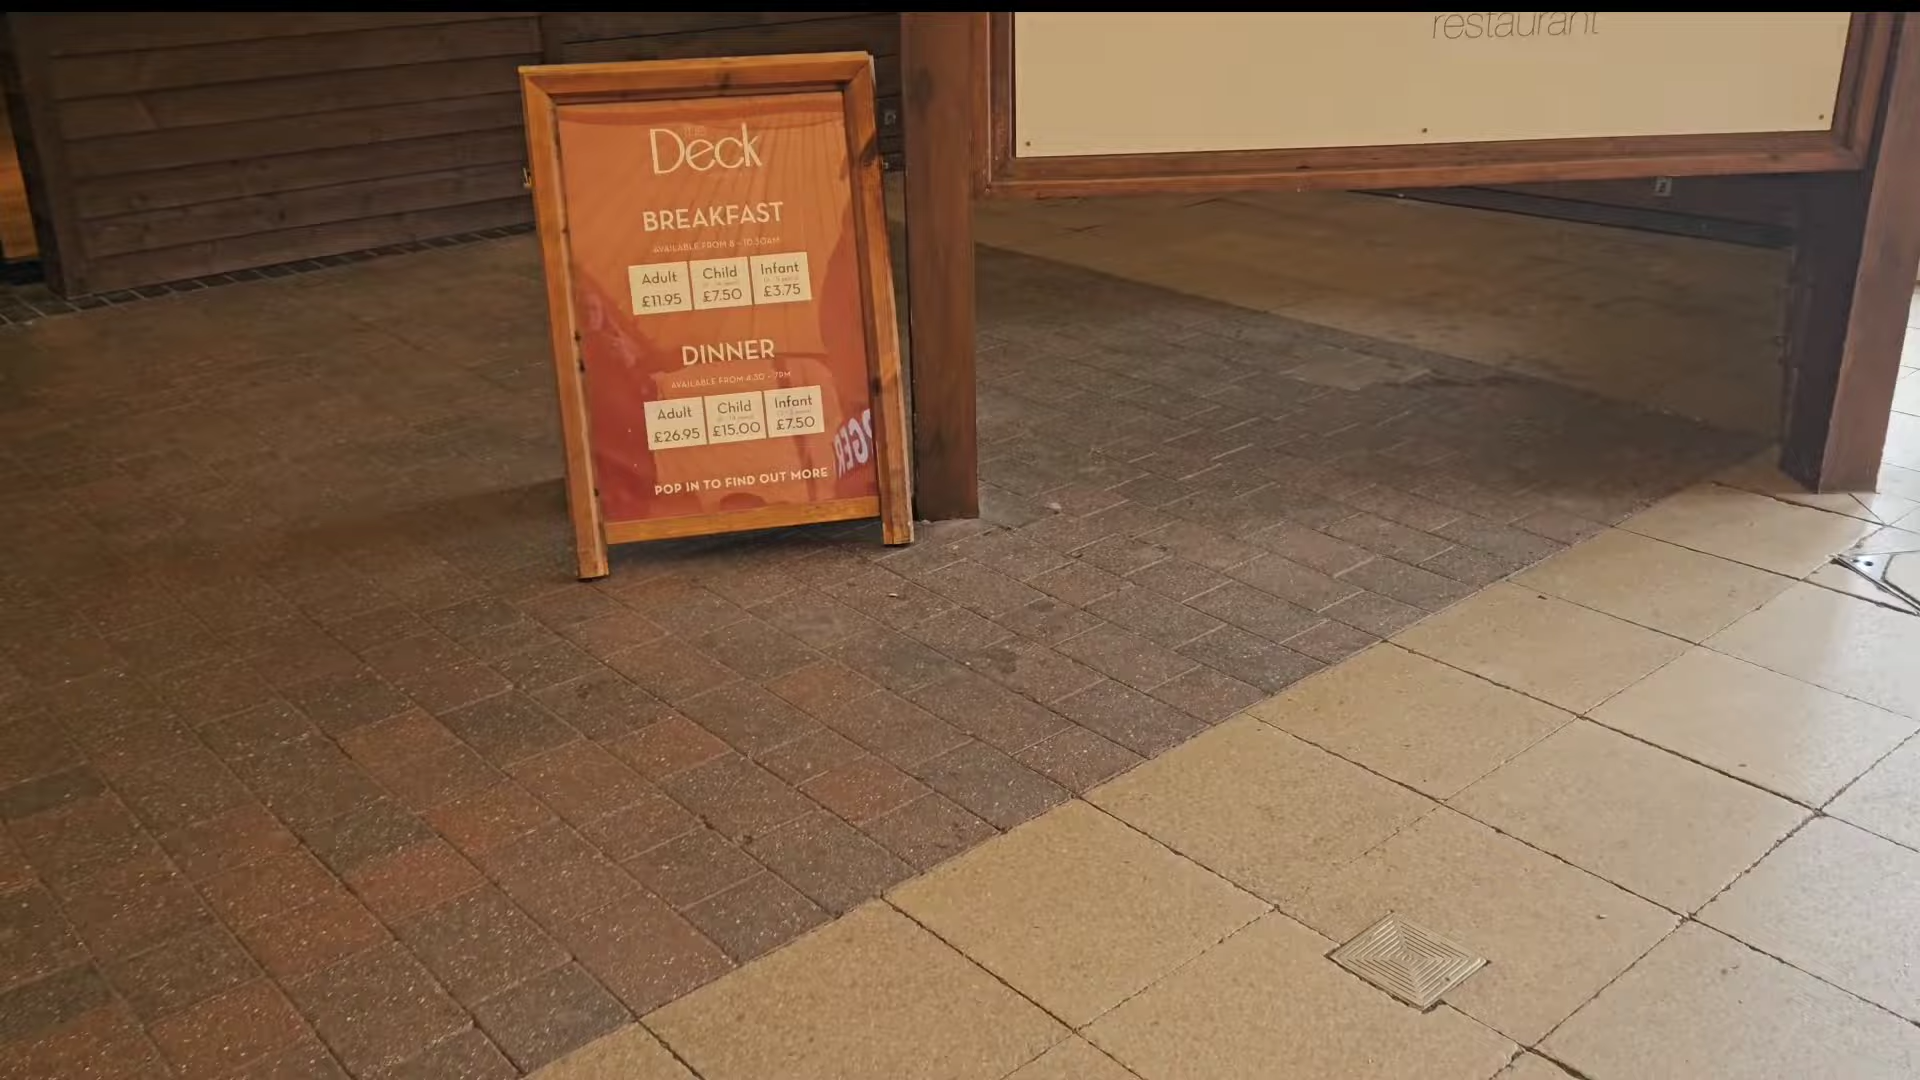 restaurant
the
Deck
BREAKFAST
AVAILABLE FROM 8 - 10.30AM
Adult Child Infant
£11.95 £7.50 £3.75
DINNER
AVAILABLE FROM 4.30 - 7PM
Adult Child Infant
£26.95 £15.00 £7.50
POP IN TO FIND OUT MORE